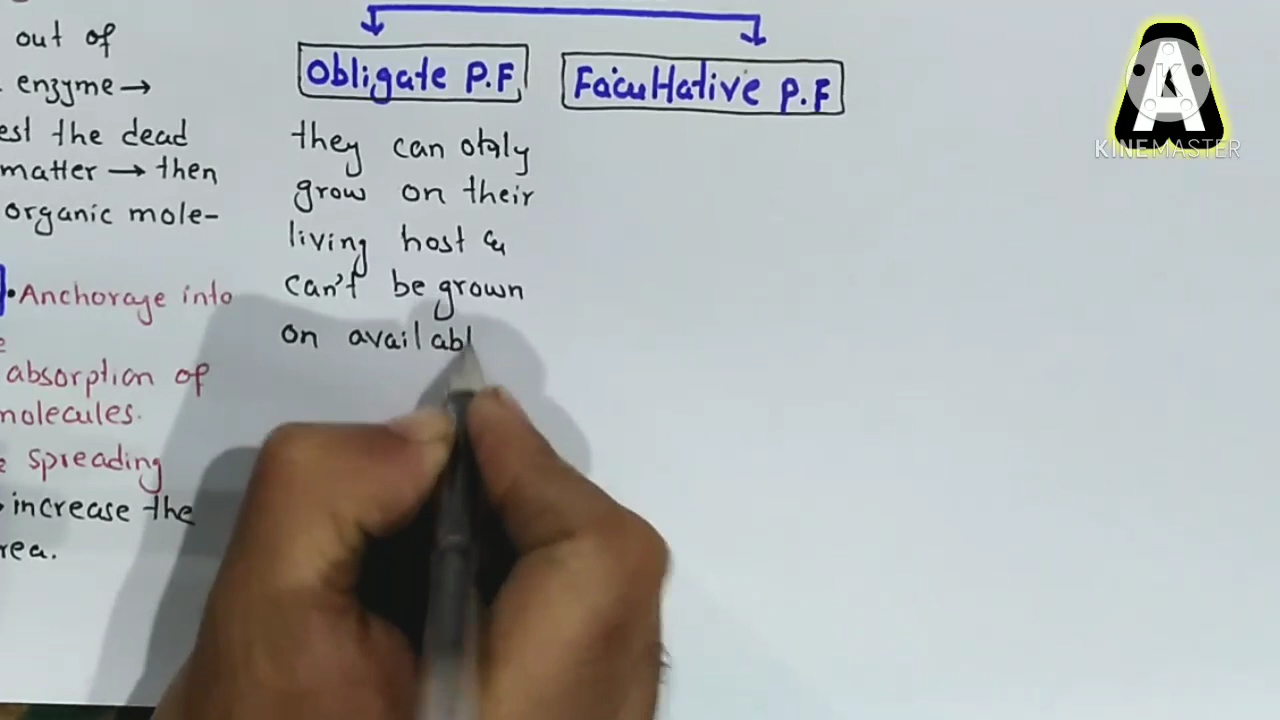 out of
enzyme →
est the dead
matter → then
organic mole-
• Anchorage into
absorption of
molecules.
spreading
increase the
rea.
Obligate P.F
Facultative P.F
they can only
grow on their
living host &
can't be grown
on availabl
A
K
KINEMASTER